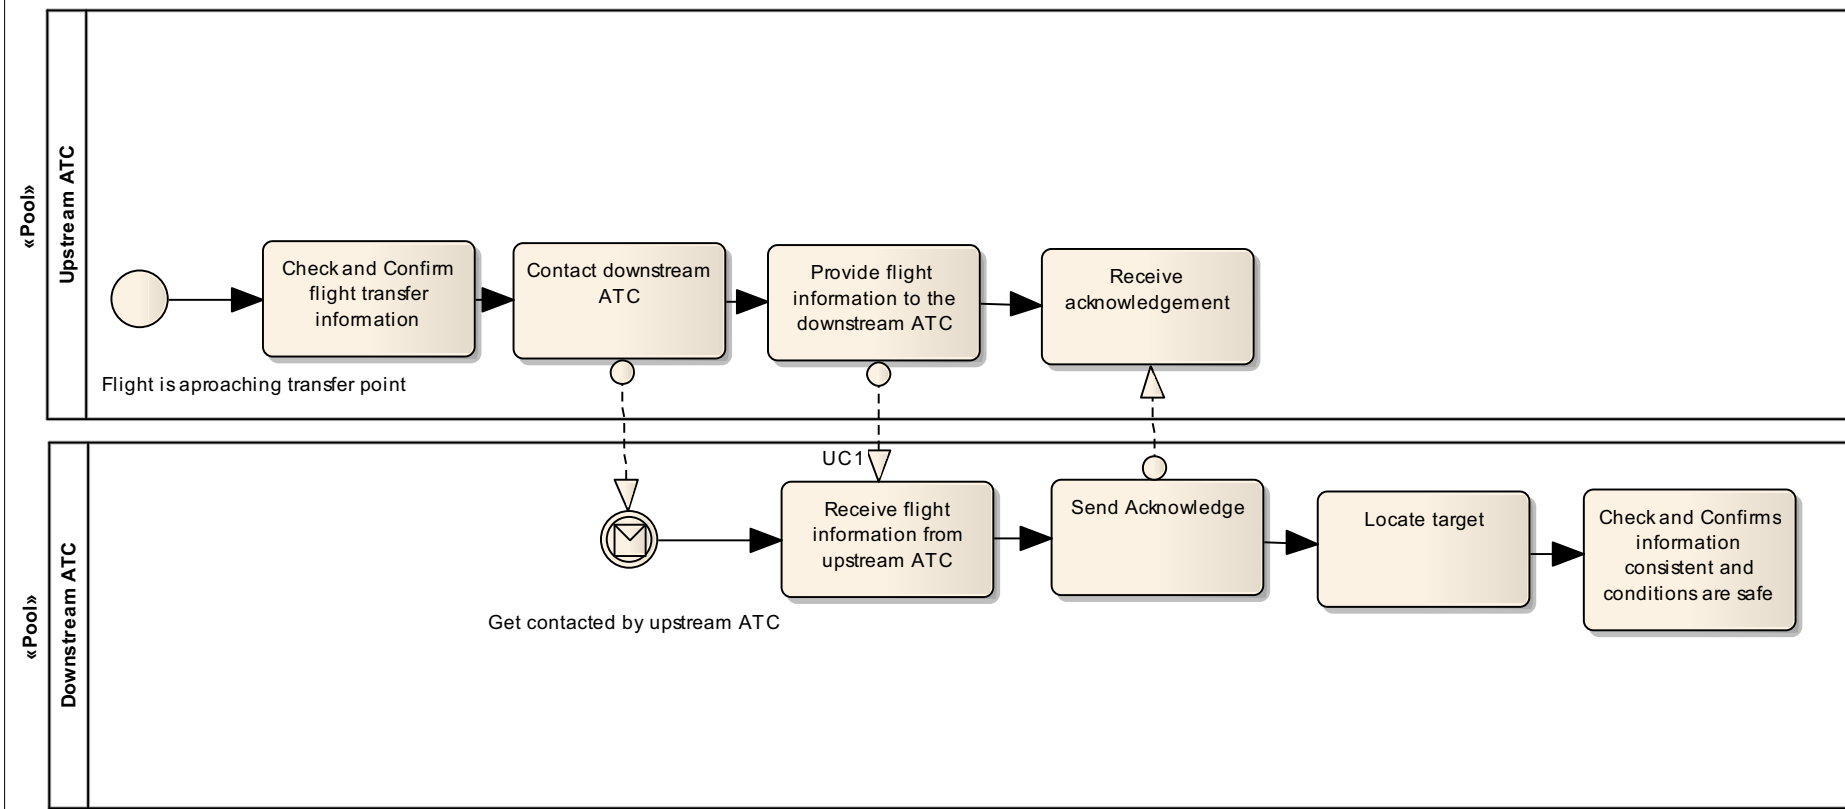 «Pool»
Upstream ATC
Check and Confirm
flight transfer
information
Contact downstream
ATC
Provide flight
information to the
downstream ATC
Receive
acknowledgement
Flight is aproaching transfer point
«Pool»
Downstream ATC
UC1
Get contacted by upstream ATC
Receive flight
information from
upstream ATC
Send Acknowledge
Locate target
Check and Confirms
information
consistent and
conditions are safe